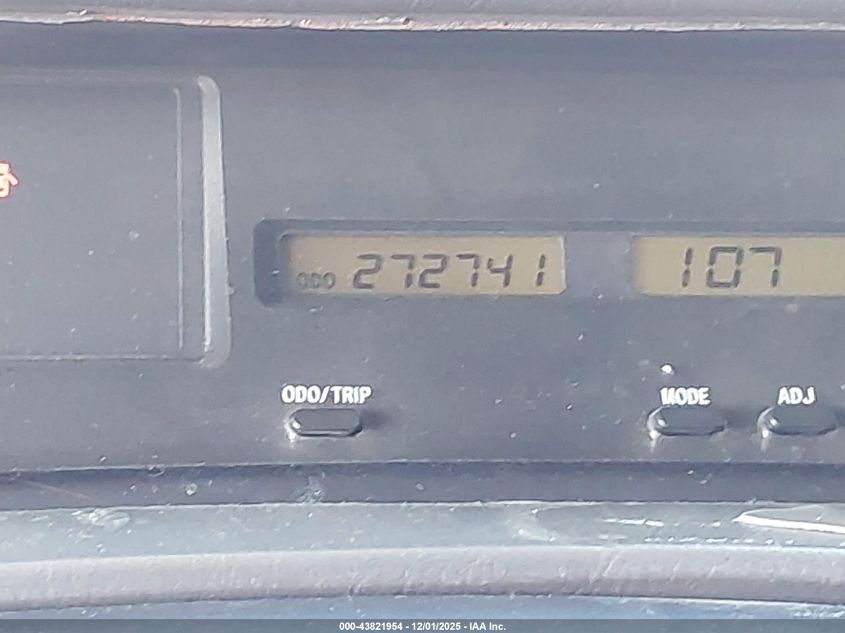 ODO 272741
107
ODO/TRIP
MODE
ADJ
000-43821954 - 12/01/2025 - IAA Inc.